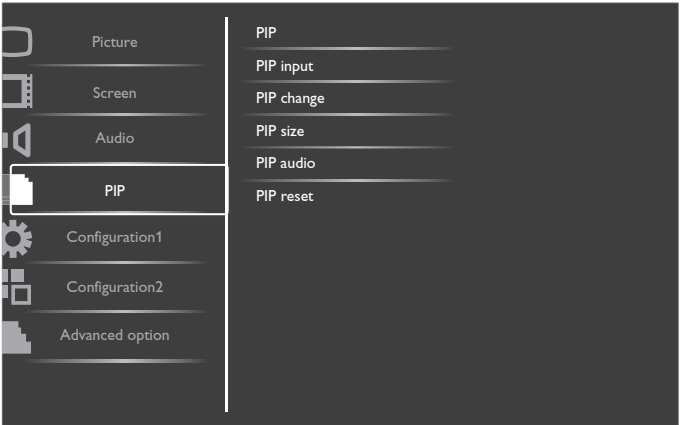 Picture
Screen
Audio
PIP
Configuration1
Configuration2
Advanced option
PIP
PIP input
PIP change
PIP size
PIP audio
PIP reset